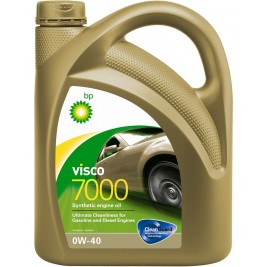 bp
visco
7000
Synthetic engine oil
Ultimate Cleanliness for
Gasoline and Diesel Engines
0W-40